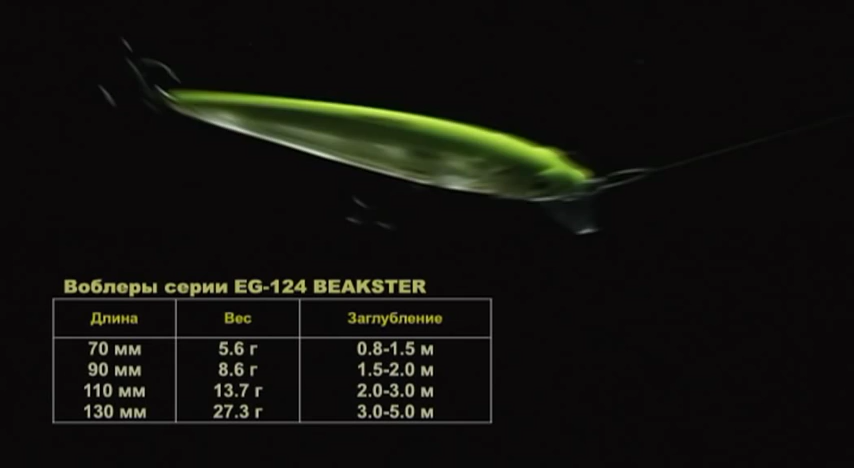 Воблеры серии EG-124 BEAKSTER
Длина Вес Заглубление
70 мм 5.6 г 0.8-1.5 м
90 мм 8.6 г 1.5-2.0 м
110 мм 13.7 г 2.0-3.0 м
130 мм 27.3 г 3.0-5.0 м